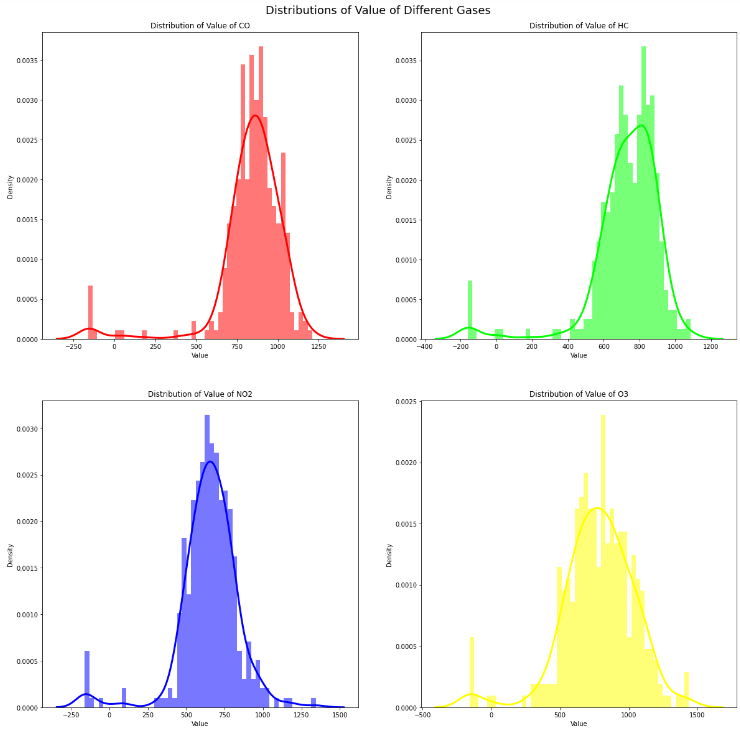 Distributions of Value of Different Gases
Distribution of Value of CO
Density
0.0035
0.0030
0.0025
0.0020
0.0015
0.0010
0.0005
0.0000
−250 0 250 500 750 1000 1250
Value
Distribution of Value of HC
Density
0.0035
0.0030
0.0025
0.0020
0.0015
0.0010
0.0005
0.0000
−400 −200 0 200 400 600 800 1000 1200
Value
Distribution of Value of NO2
Density
0.0030
0.0025
0.0020
0.0015
0.0010
0.0005
0.0000
−250 0 250 500 750 1000 1250 1500
Value
Distribution of Value of O3
Density
0.0025
0.0020
0.0015
0.0010
0.0005
0.0000
−500 0 500 1000 1500
Value